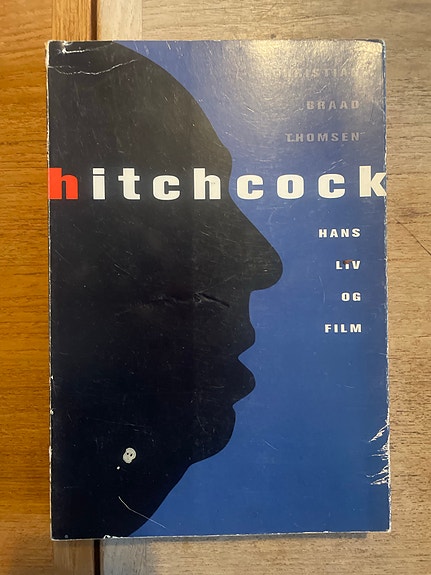 CHRISTIAN
BRAAD
THOMSEN
hitchcock
HANS
LIV
OG
FILM